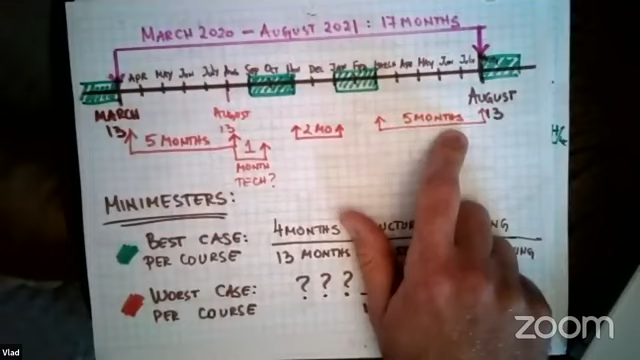 MARCH 2020 - AUGUST 2021 : 17 MONTHS
APR MAY JUN JULY AUG SEP OCT NOV DEC JAN FEB MARCH APR MAY JUN JULY
MARCH 13
AUGUST 13
AUGUST 13
5 MONTHS
1 MONTH TECH?
2 MO
5 MONTHS
MINIMESTERS:
BEST CASE:
PER COURSE
4 MONTHS
13 MONTHS
WORST CASE:
PER COURSE
? ? ?
zoom
Vlad